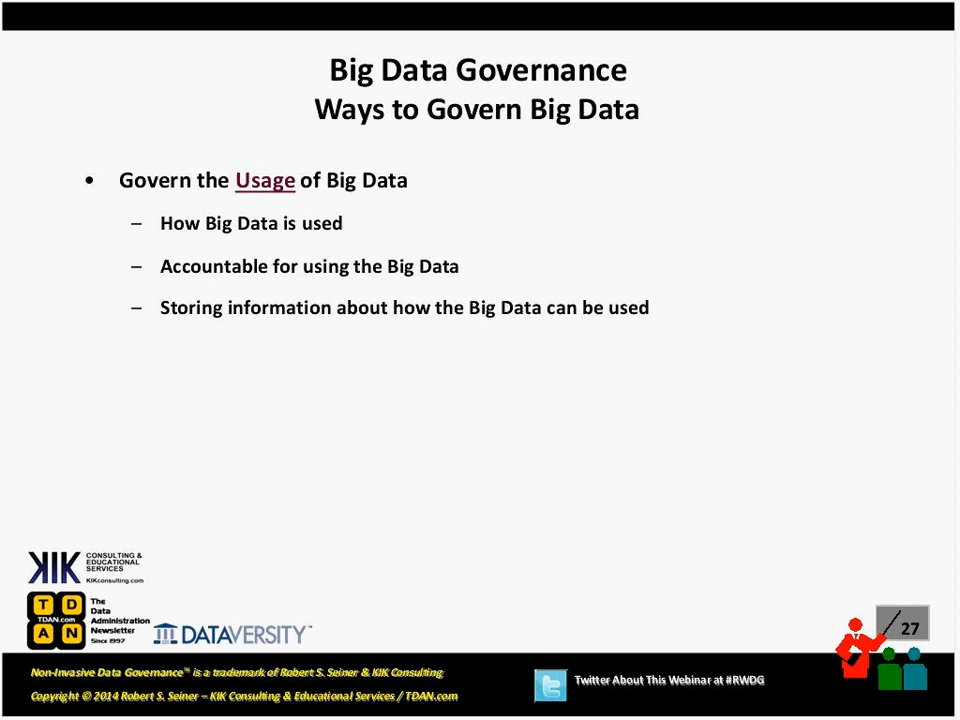 Big Data Governance
Ways to Govern Big Data
• Govern the Usage of Big Data
– How Big Data is used
– Accountable for using the Big Data
– Storing information about how the Big Data can be used
KIK CONSULTING & EDUCATIONAL SERVICES
KIKconsulting.com
T D
TDAN.com
A N
The
Data
Administration
Newsletter
Since 1997
DATAVERSITY™
27
Non-Invasive Data Governance™ is a trademark of Robert S. Seiner & KIK Consulting
Copyright © 2014 Robert S. Seiner – KIK Consulting & Educational Services / TDAN.com
Twitter About This Webinar at #RWDG